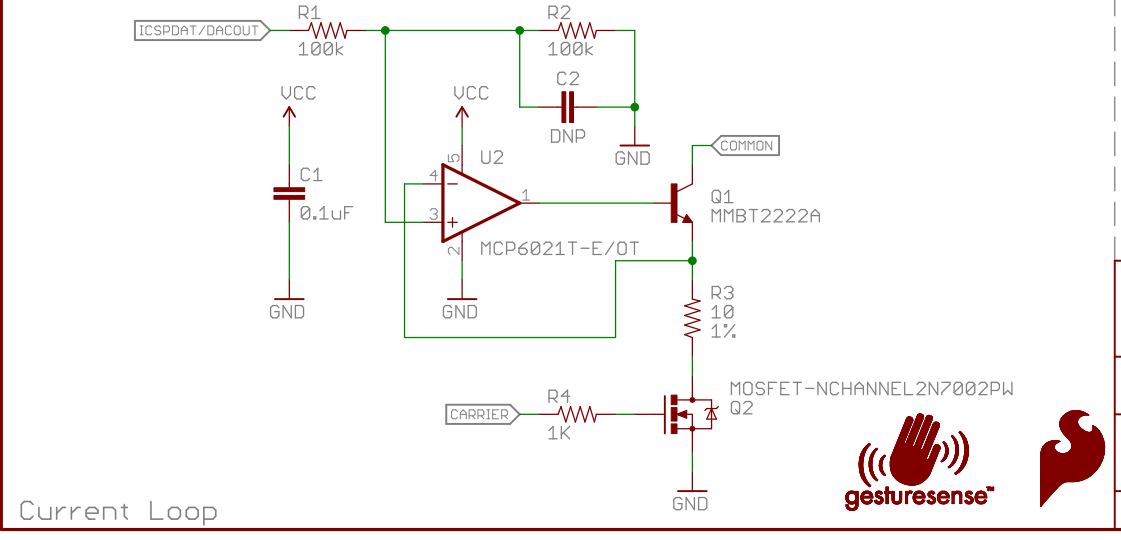 R1
R2
ICSPDAT/DACOUT
100k
100k
C2
VCC
VCC
DNP
COMMON
GND
5
U2
4
C1
Q1
1
0.1uF
3
MMBT2222A
2
MCP6021T-E/OT
R3
10
1%
GND
GND
MOSFET-NCHANNEL2N7002PW
R4
Q2
CARRIER
1K
gesturesense™
GND
Current Loop